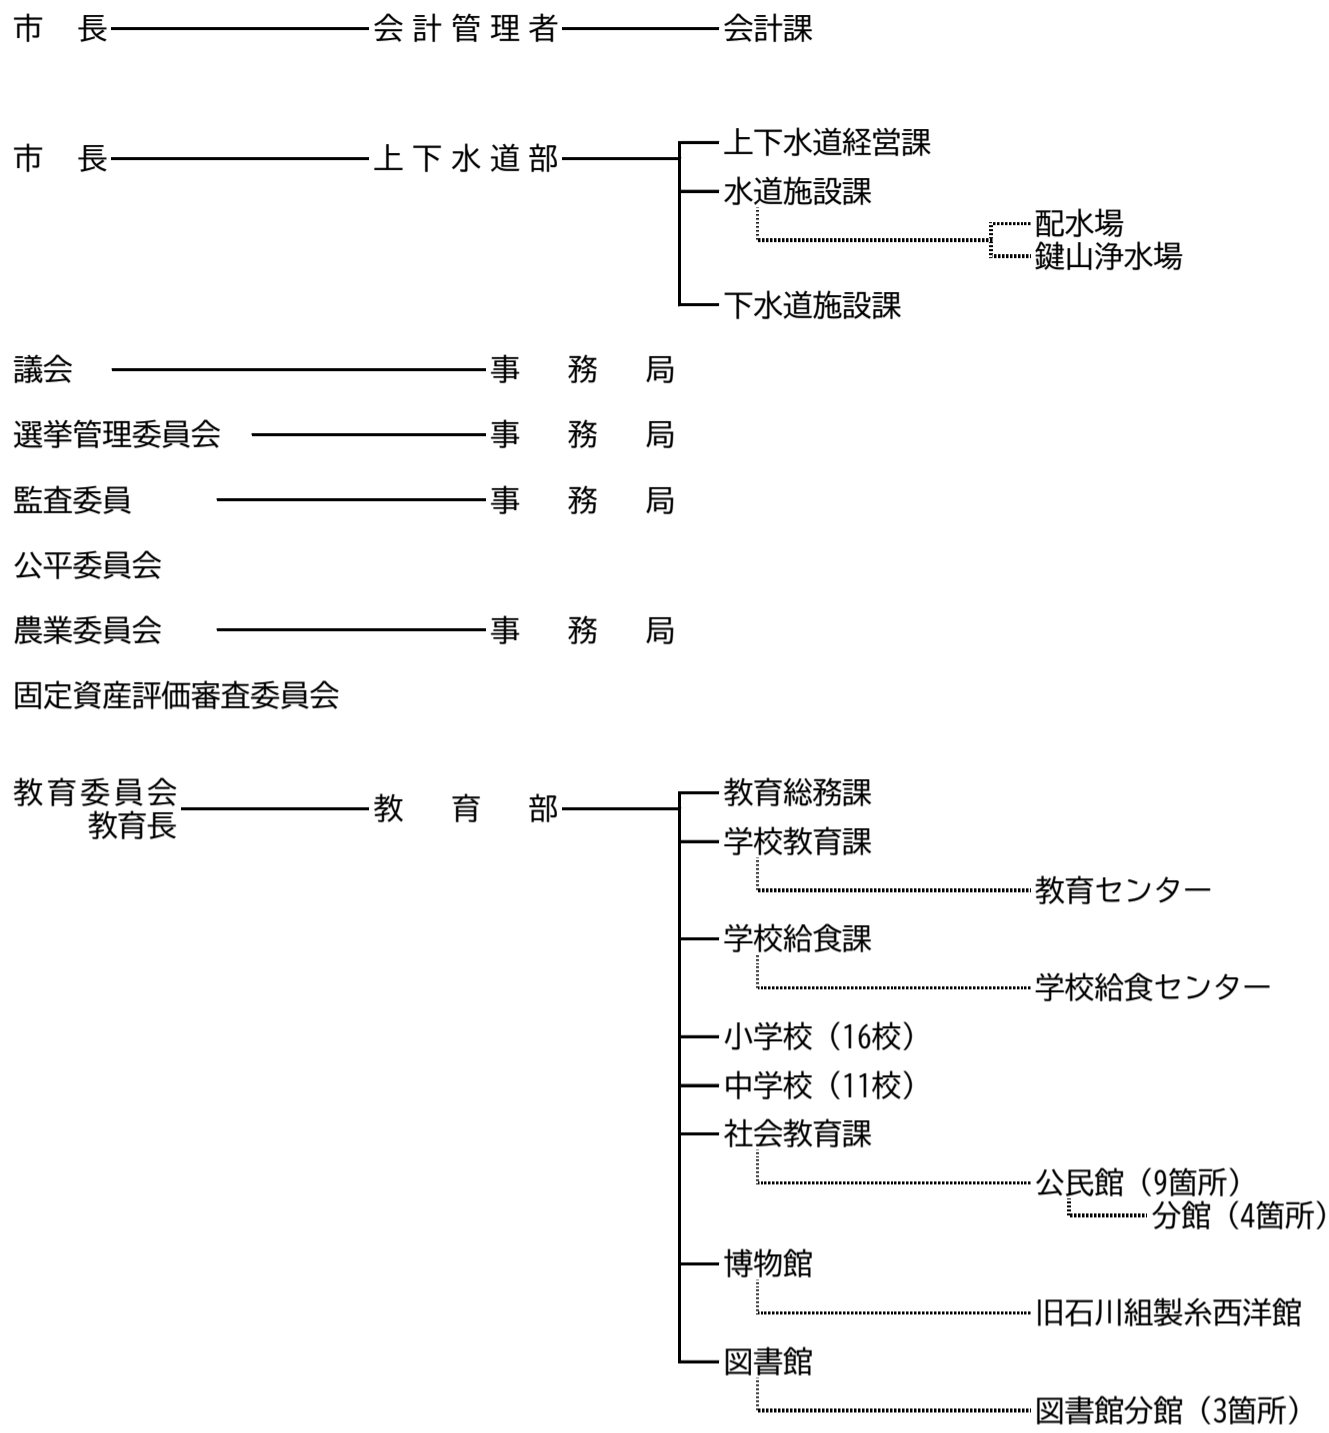 市長 会計管理者 会計課
市長 上下水道部 上下水道経営課
水道施設課
配水場
鍵山浄水場
下水道施設課
議会 事務局
選挙管理委員会 事務局
監査委員 事務局
公平委員会
農業委員会 事務局
固定資産評価審査委員会
教育委員会
教育長
教育部
教育総務課
学校教育課
教育センター
学校給食課
学校給食センター
小学校（16校）
中学校（11校）
社会教育課
公民館（9箇所）
分館（4箇所）
博物館
旧石川組製糸西洋館
図書館
図書館分館（3箇所）